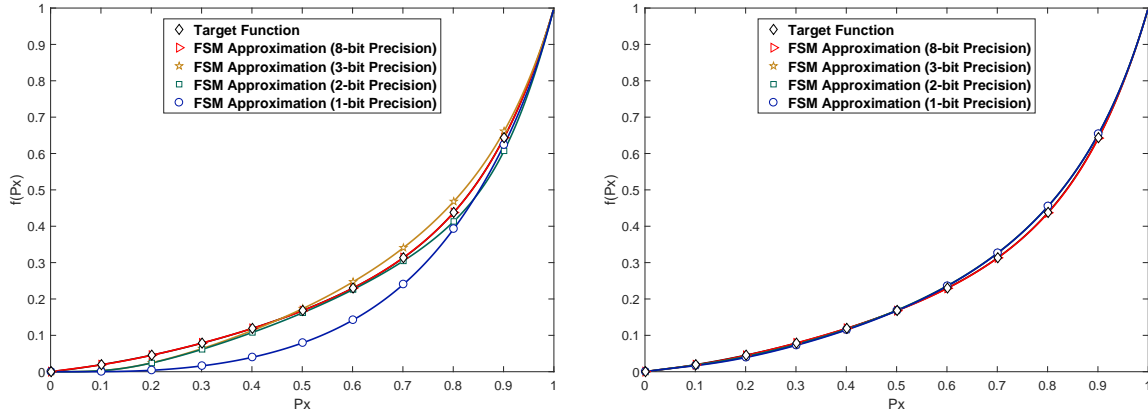 1
0.9
0.8
0.7
0.6
0.5
0.4
0.3
0.2
0.1
0
f(Px)
Target Function
FSM Approximation (8-bit Precision)
FSM Approximation (3-bit Precision)
FSM Approximation (2-bit Precision)
FSM Approximation (1-bit Precision)
0 0.1 0.2 0.3 0.4 0.5 0.6 0.7 0.8 0.9 1
Px
1
0.9
0.8
0.7
0.6
0.5
0.4
0.3
0.2
0.1
0
f(Px)
Target Function
FSM Approximation (8-bit Precision)
FSM Approximation (3-bit Precision)
FSM Approximation (2-bit Precision)
FSM Approximation (1-bit Precision)
0 0.1 0.2 0.3 0.4 0.5 0.6 0.7 0.8 0.9 1
Px